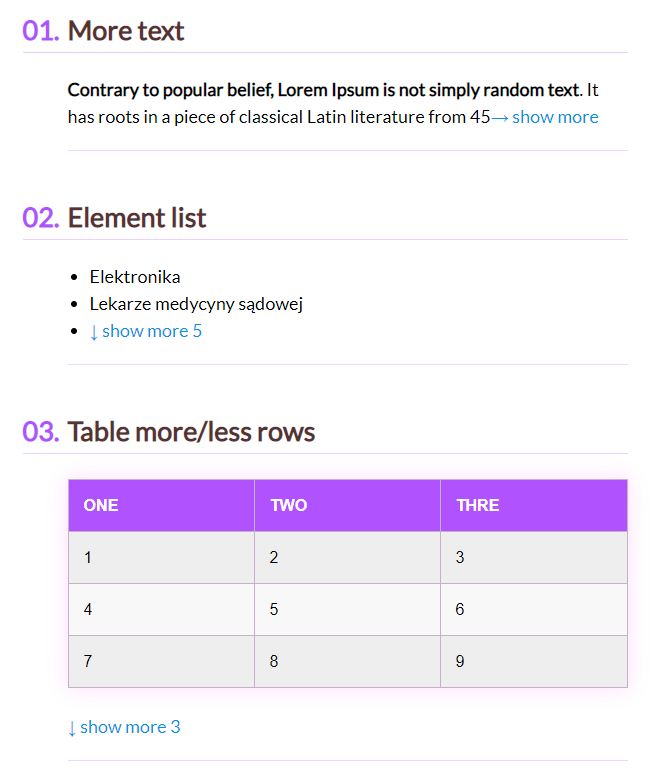 01. More text
Contrary to popular belief, Lorem Ipsum is not simply random text. It
has roots in a piece of classical Latin literature from 45→ show more
02. Element list
• Elektronika
• Lekarze medycyny sądowej
• ↓ show more 5
03. Table more/less rows
ONE TWO THRE
1 2 3
4 5 6
7 8 9
↓ show more 3